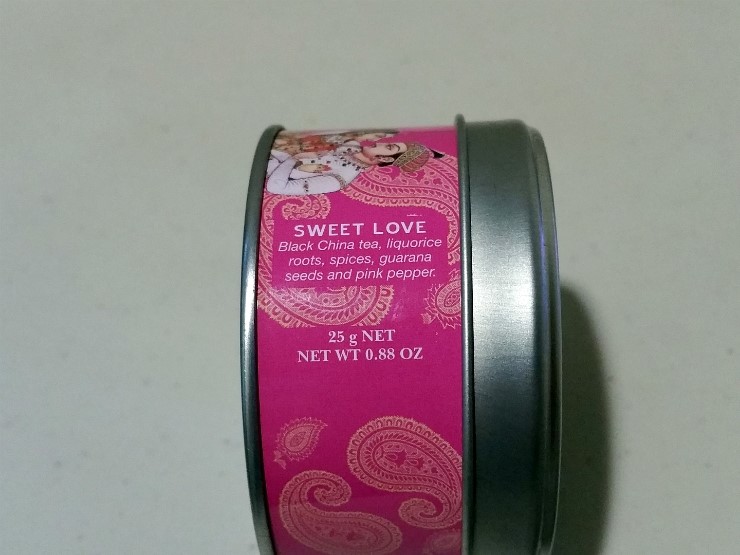 SWEET LOVE
Black China tea, liquorice
roots, spices, guarana
seeds and pink pepper.
25 g NET
NET WT 0.88 OZ